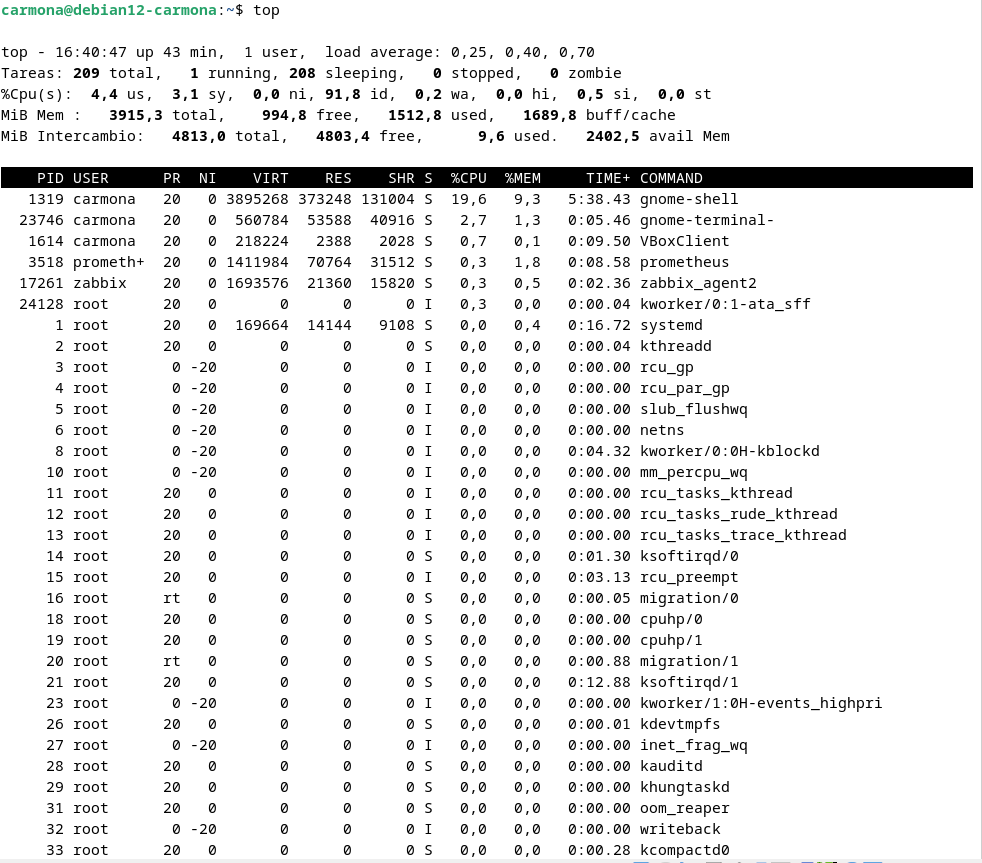 carmona@debian12-carmona:~$ top
top - 16:40:47 up 43 min,  1 user,  load average: 0,25, 0,40, 0,70
Tareas: 209 total,   1 running, 208 sleeping,   0 stopped,   0 zombie
%Cpu(s):  4,4 us,  3,1 sy,  0,0 ni, 91,8 id,  0,2 wa,  0,0 hi,  0,5 si,  0,0 st
MiB Mem :   3915,3 total,    994,8 free,   1512,8 used,   1689,8 buff/cache
MiB Intercambio:   4813,0 total,   4803,4 free,      9,6 used.   2402,5 avail Mem
    PID USER      PR  NI    VIRT    RES    SHR S  %CPU  %MEM     TIME+ COMMAND
   1319 carmona   20   0 3895268 373248 131004 S  19,6   9,3   5:38.43 gnome-shell
  23746 carmona   20   0  560784  53588  40916 S   2,7   1,3   0:05.46 gnome-terminal-
   1614 carmona   20   0  218224   2388   2028 S   0,7   0,1   0:09.50 VBoxClient
   3518 prometh+  20   0 1411984  70764  31512 S   0,3   1,8   0:08.58 prometheus
  17261 zabbix    20   0 1693576  21360  15820 S   0,3   0,5   0:02.36 zabbix_agent2
  24128 root      20   0       0      0      0 I   0,3   0,0   0:00.04 kworker/0:1-ata_sff
      1 root      20   0  169664  14144   9108 S   0,0   0,4   0:16.72 systemd
      2 root      20   0       0      0      0 S   0,0   0,0   0:00.04 kthreadd
      3 root       0 -20       0      0      0 I   0,0   0,0   0:00.00 rcu_gp
      4 root       0 -20       0      0      0 I   0,0   0,0   0:00.00 rcu_par_gp
      5 root       0 -20       0      0      0 I   0,0   0,0   0:00.00 slub_flushwq
      6 root       0 -20       0      0      0 I   0,0   0,0   0:00.00 netns
      8 root       0 -20       0      0      0 I   0,0   0,0   0:04.32 kworker/0:0H-kblockd
     10 root       0 -20       0      0      0 I   0,0   0,0   0:00.00 mm_percpu_wq
     11 root      20   0       0      0      0 I   0,0   0,0   0:00.00 rcu_tasks_kthread
     12 root      20   0       0      0      0 I   0,0   0,0   0:00.00 rcu_tasks_rude_kthread
     13 root      20   0       0      0      0 I   0,0   0,0   0:00.00 rcu_tasks_trace_kthread
     14 root      20   0       0      0      0 S   0,0   0,0   0:01.30 ksoftirqd/0
     15 root      20   0       0      0      0 I   0,0   0,0   0:03.13 rcu_preempt
     16 root      rt   0       0      0      0 S   0,0   0,0   0:00.05 migration/0
     18 root      20   0       0      0      0 S   0,0   0,0   0:00.00 cpuhp/0
     19 root      20   0       0      0      0 S   0,0   0,0   0:00.00 cpuhp/1
     20 root      rt   0       0      0      0 S   0,0   0,0   0:00.88 migration/1
     21 root      20   0       0      0      0 S   0,0   0,0   0:12.88 ksoftirqd/1
     23 root       0 -20       0      0      0 I   0,0   0,0   0:00.00 kworker/1:0H-events_highpri
     26 root      20   0       0      0      0 S   0,0   0,0   0:00.01 kdevtmpfs
     27 root       0 -20       0      0      0 I   0,0   0,0   0:00.00 inet_frag_wq
     28 root      20   0       0      0      0 S   0,0   0,0   0:00.00 kauditd
     29 root      20   0       0      0      0 S   0,0   0,0   0:00.00 khungtaskd
     31 root      20   0       0      0      0 S   0,0   0,0   0:00.00 oom_reaper
     32 root       0 -20       0      0      0 I   0,0   0,0   0:00.00 writeback
     33 root      20   0       0      0      0 S   0,0   0,0   0:00.28 kcompactd0